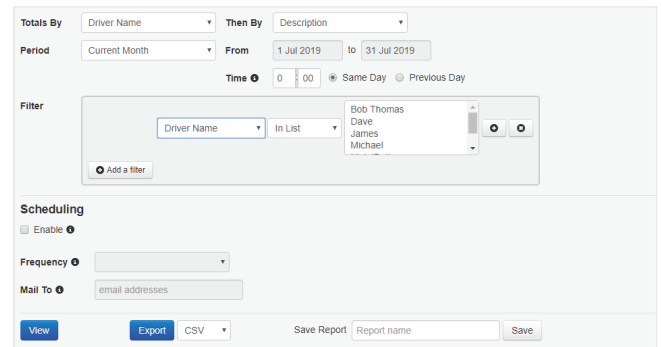 Totals By Driver Name Then By Description
Period Current Month From 1 Jul 2019 to 31 Jul 2019
Time 0 : 00 Same Day Previous Day
Filter
Driver Name In List
Bob Thomas
Dave
James
Michael
Add a filter
Scheduling
Enable
Frequency
Mail To email addresses
View Export CSV Save Report Report name Save